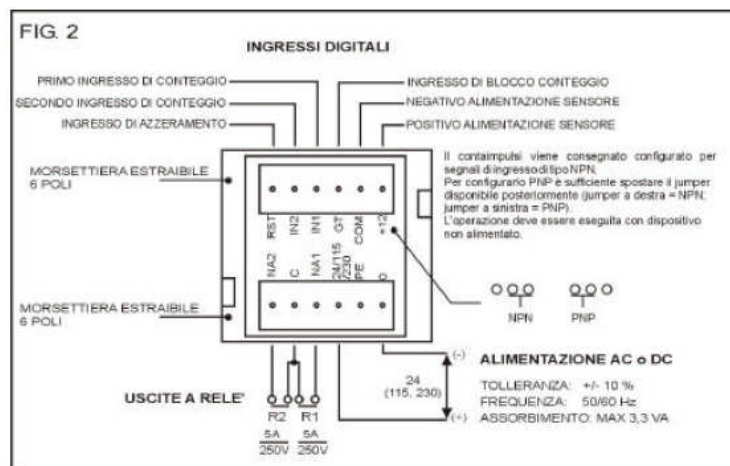 FIG. 2
INGRESSI DIGITALI
PRIMO INGRESSO DI CONTEGGIO
SECONDO INGRESSO DI CONTEGGIO
INGRESSO DI AZZERAMENTO
INGRESSO DI BLOCCO CONTEGGIO
NEGATIVO ALIMENTAZIONE SENSORE
POSITIVO ALIMENTAZIONE SENSORE
MORSETTIERA ESTRAIBILE
6 POLI
Il contaimpulsi viene consegnato configurato per
segnali di ingresso di tipo NPN;
Per configurarlo PNP è sufficiente spostare il jumper
disponibile posteriormente (jumper a destra = NPN;
jumper a sinistra = PNP).
L'operazione deve essere eseguita con dispositivo
non alimentato.
RST
IN2
IN1
GT
COM
+12
NA2
C
NA1
24/115
/230
PE
0
MORSETTIERA ESTRAIBILE
6 POLI
NPN
PNP
USCITE A RELE'
R2
R1
5A
250V
5A
250V
24
(115, 230)
(-)
(+)
ALIMENTAZIONE AC o DC
TOLLERANZA: +/- 10 %
FREQUENZA: 50/60 Hz
ASSORBIMENTO: MAX 3,3 VA